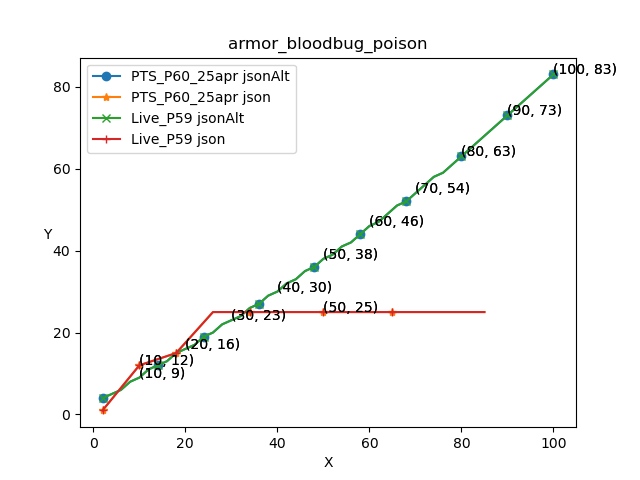 armor_bloodbug_poison
PTS_P60_25apr jsonAlt
PTS_P60_25apr json
Live_P59 jsonAlt
Live_P59 json
(100, 83)
(90, 73)
(80, 63)
(70, 54)
(60, 46)
(50, 38)
(40, 30)
(30, 23)
(50, 25)
(20, 16)
(10, 12)
(10, 9)
Y
80
60
40
20
0
0 20 40 60 80 100
X